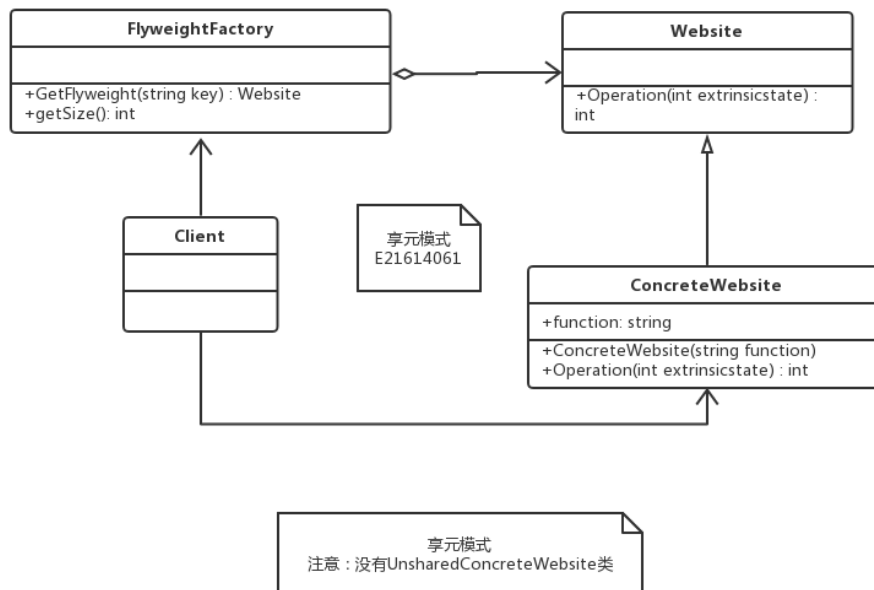 FlyweightFactory
+GetFlyweight(string key) : Website
+getSize(): int
Website
+Operation(int extrinsicstate) :
int
Client
享元模式
E21614061
ConcreteWebsite
+function: string
+ConcreteWebsite(string function)
+Operation(int extrinsicstate) : int
享元模式
注意：没有UnsharedConcreteWebsite类